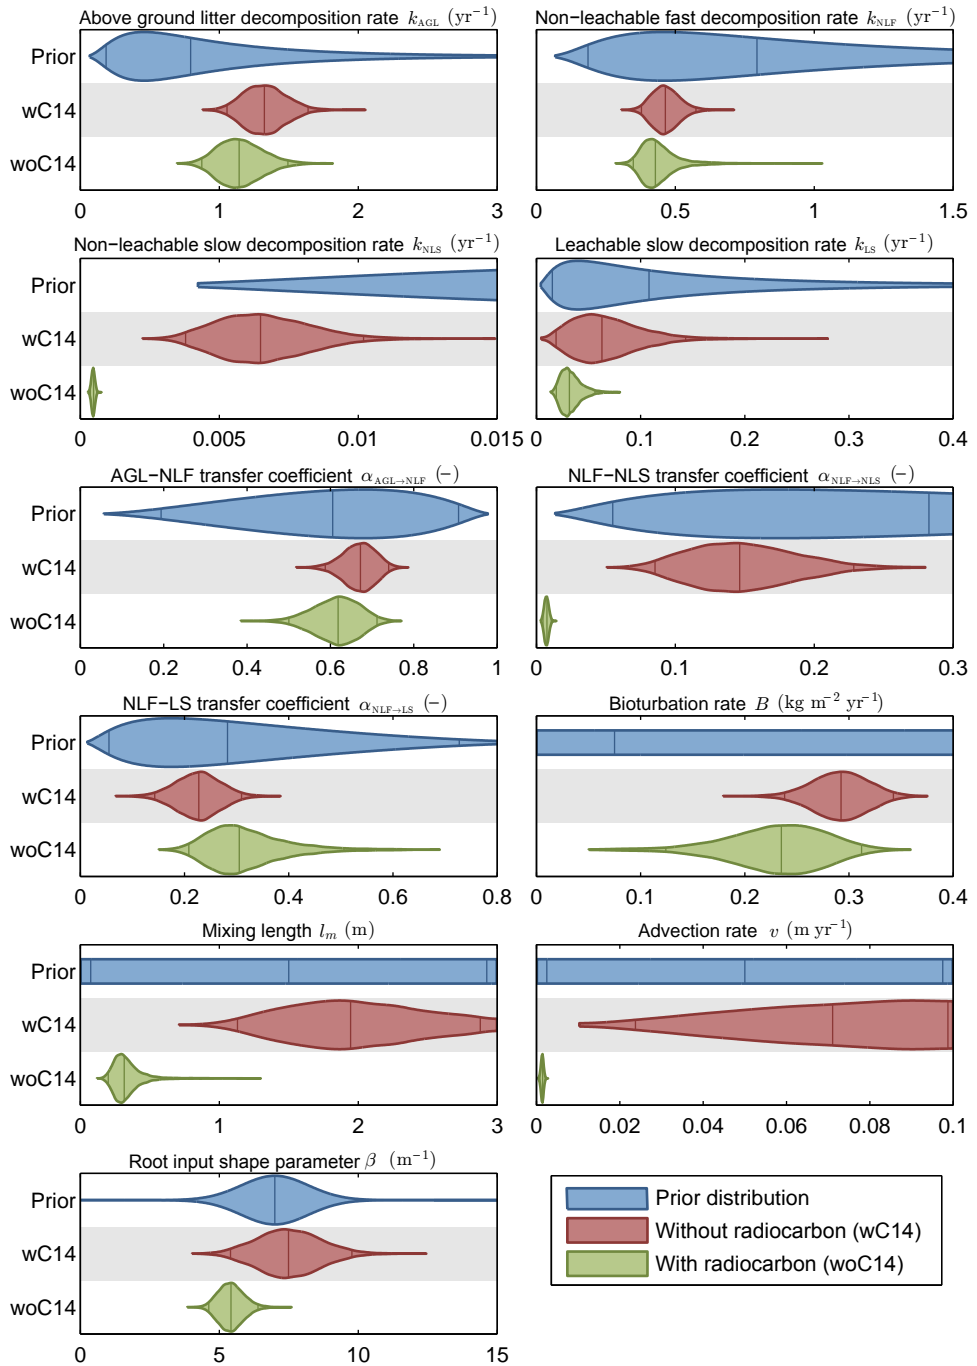 Above ground litter decomposition rate k_AGL (yr⁻¹)
Prior
wC14
woC14
0 1 2 3
Non−leachable fast decomposition rate k_NLF (yr⁻¹)
0 0.5 1 1.5
Non−leachable slow decomposition rate k_NLS (yr⁻¹)
Prior
wC14
woC14
0 0.005 0.01 0.015
Leachable slow decomposition rate k_LS (yr⁻¹)
0 0.1 0.2 0.3 0.4
AGL−NLF transfer coefficient α_AGL→NLF (−)
Prior
wC14
woC14
0 0.2 0.4 0.6 0.8 1
NLF−NLS transfer coefficient α_NLF→NLS (−)
0 0.1 0.2 0.3
NLF−LS transfer coefficient α_NLF→LS (−)
Prior
wC14
woC14
0 0.2 0.4 0.6 0.8
Bioturbation rate B (kg m⁻² yr⁻¹)
0 0.1 0.2 0.3 0.4
Mixing length l_m (m)
Prior
wC14
woC14
0 1 2 3
Advection rate v (m yr⁻¹)
0 0.02 0.04 0.06 0.08 0.1
Root input shape parameter β (m⁻¹)
Prior
wC14
woC14
0 5 10 15
Prior distribution
Without radiocarbon (wC14)
With radiocarbon (woC14)